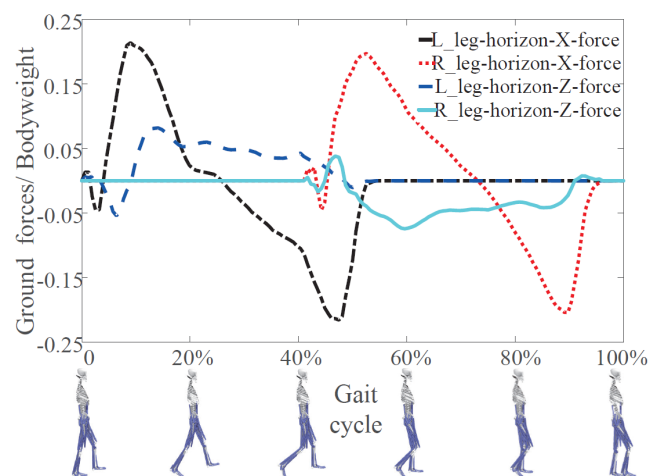 0.25
0.15
0.05
-0.05
-0.15
-0.25
Ground forces/ Bodyweight
L_leg-horizon-X-force
R_leg-horizon-X-force
L_leg-horizon-Z-force
R_leg-horizon-Z-force
0 20% 40% 60% 80% 100%
Gait
cycle